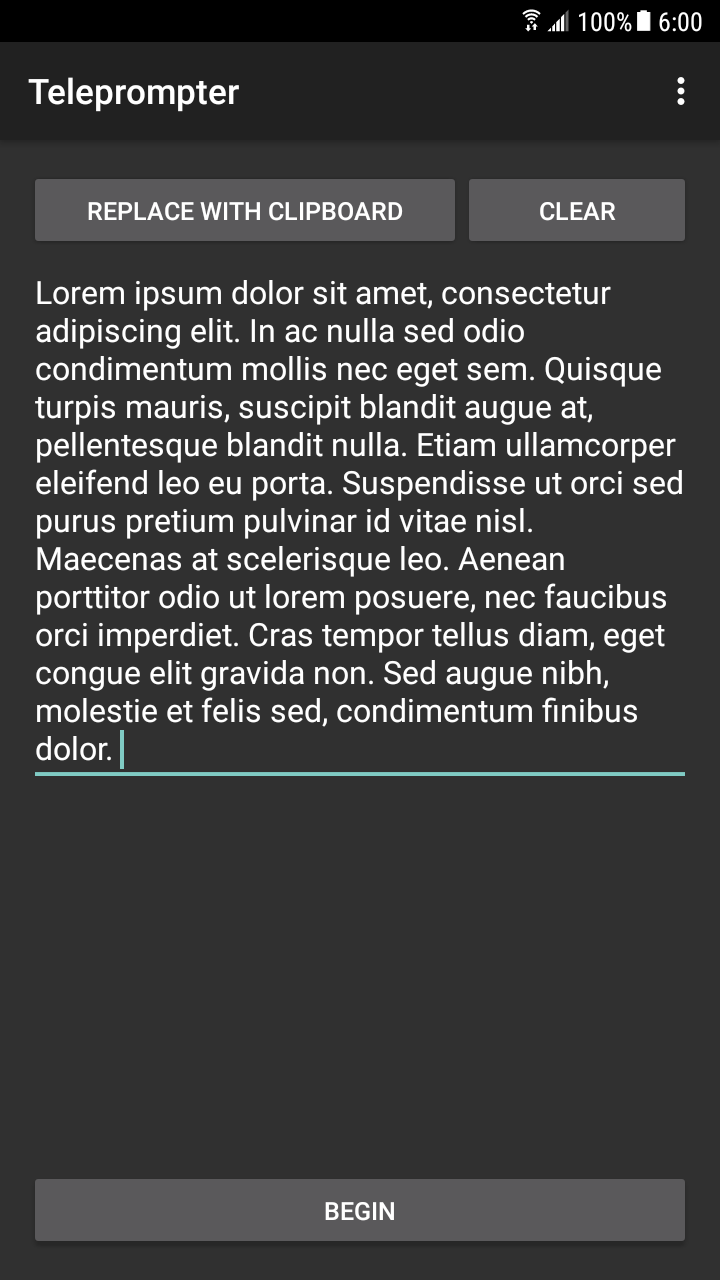 100% 6:00
Teleprompter
REPLACE WITH CLIPBOARD CLEAR
Lorem ipsum dolor sit amet, consectetur
adipiscing elit. In ac nulla sed odio
condimentum mollis nec eget sem. Quisque
turpis mauris, suscipit blandit augue at,
pellentesque blandit nulla. Etiam ullamcorper
eleifend leo eu porta. Suspendisse ut orci sed
purus pretium pulvinar id vitae nisl.
Maecenas at scelerisque leo. Aenean
porttitor odio ut lorem posuere, nec faucibus
orci imperdiet. Cras tempor tellus diam, eget
congue elit gravida non. Sed augue nibh,
molestie et felis sed, condimentum finibus
dolor.
BEGIN